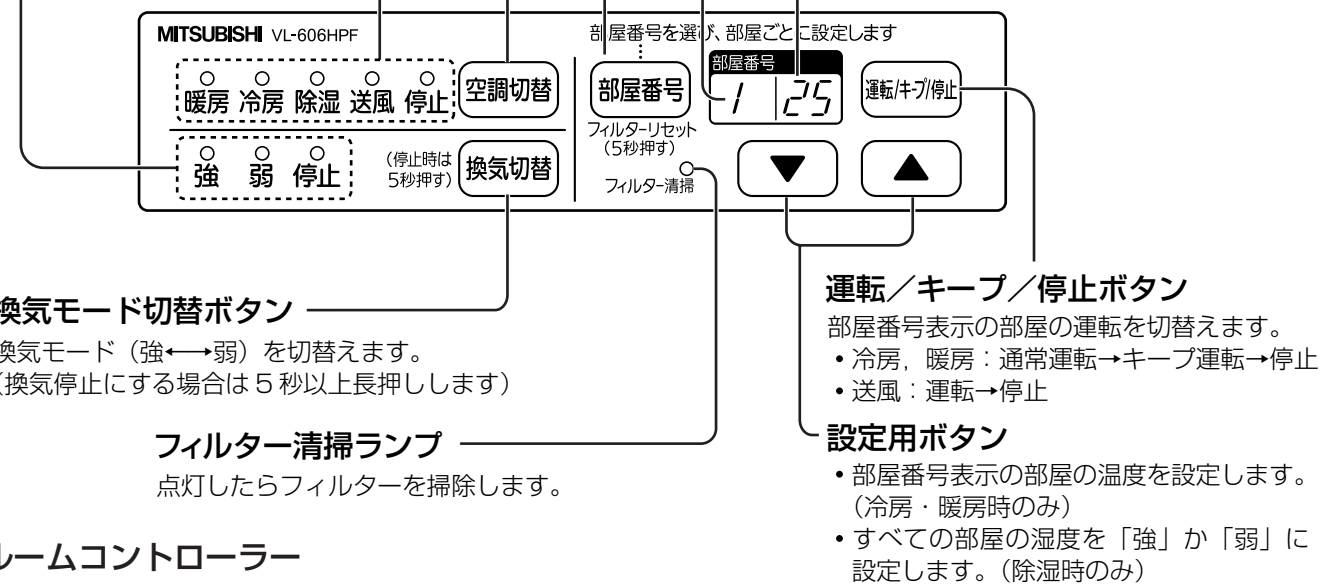 MITSUBISHI VL-606HPF
部屋番号を選び、部屋ごとに設定します
暖房 冷房 除湿 送風 停止
空調切替
部屋番号
部屋番号
1 25
運転/キープ/停止
フィルターリセット
(5秒押す)
強 弱 停止
(停止時は
5秒押す)
換気切替
フィルター清掃
▼ ▲
換気モード切替ボタン
換気モード（強←→弱）を切替えます。
（換気停止にする場合は5秒以上長押しします）
フィルター清掃ランプ
点灯したらフィルターを掃除します。
運転／キープ／停止ボタン
部屋番号表示の部屋の運転を切替えます。
•冷房，暖房：通常運転→キープ運転→停止
•送風：運転→停止
設定用ボタン
•部屋番号表示の部屋の温度を設定します。
（冷房・暖房時のみ）
•すべての部屋の湿度を「強」か「弱」に
設定します。（除湿時のみ）
ルームコントローラー